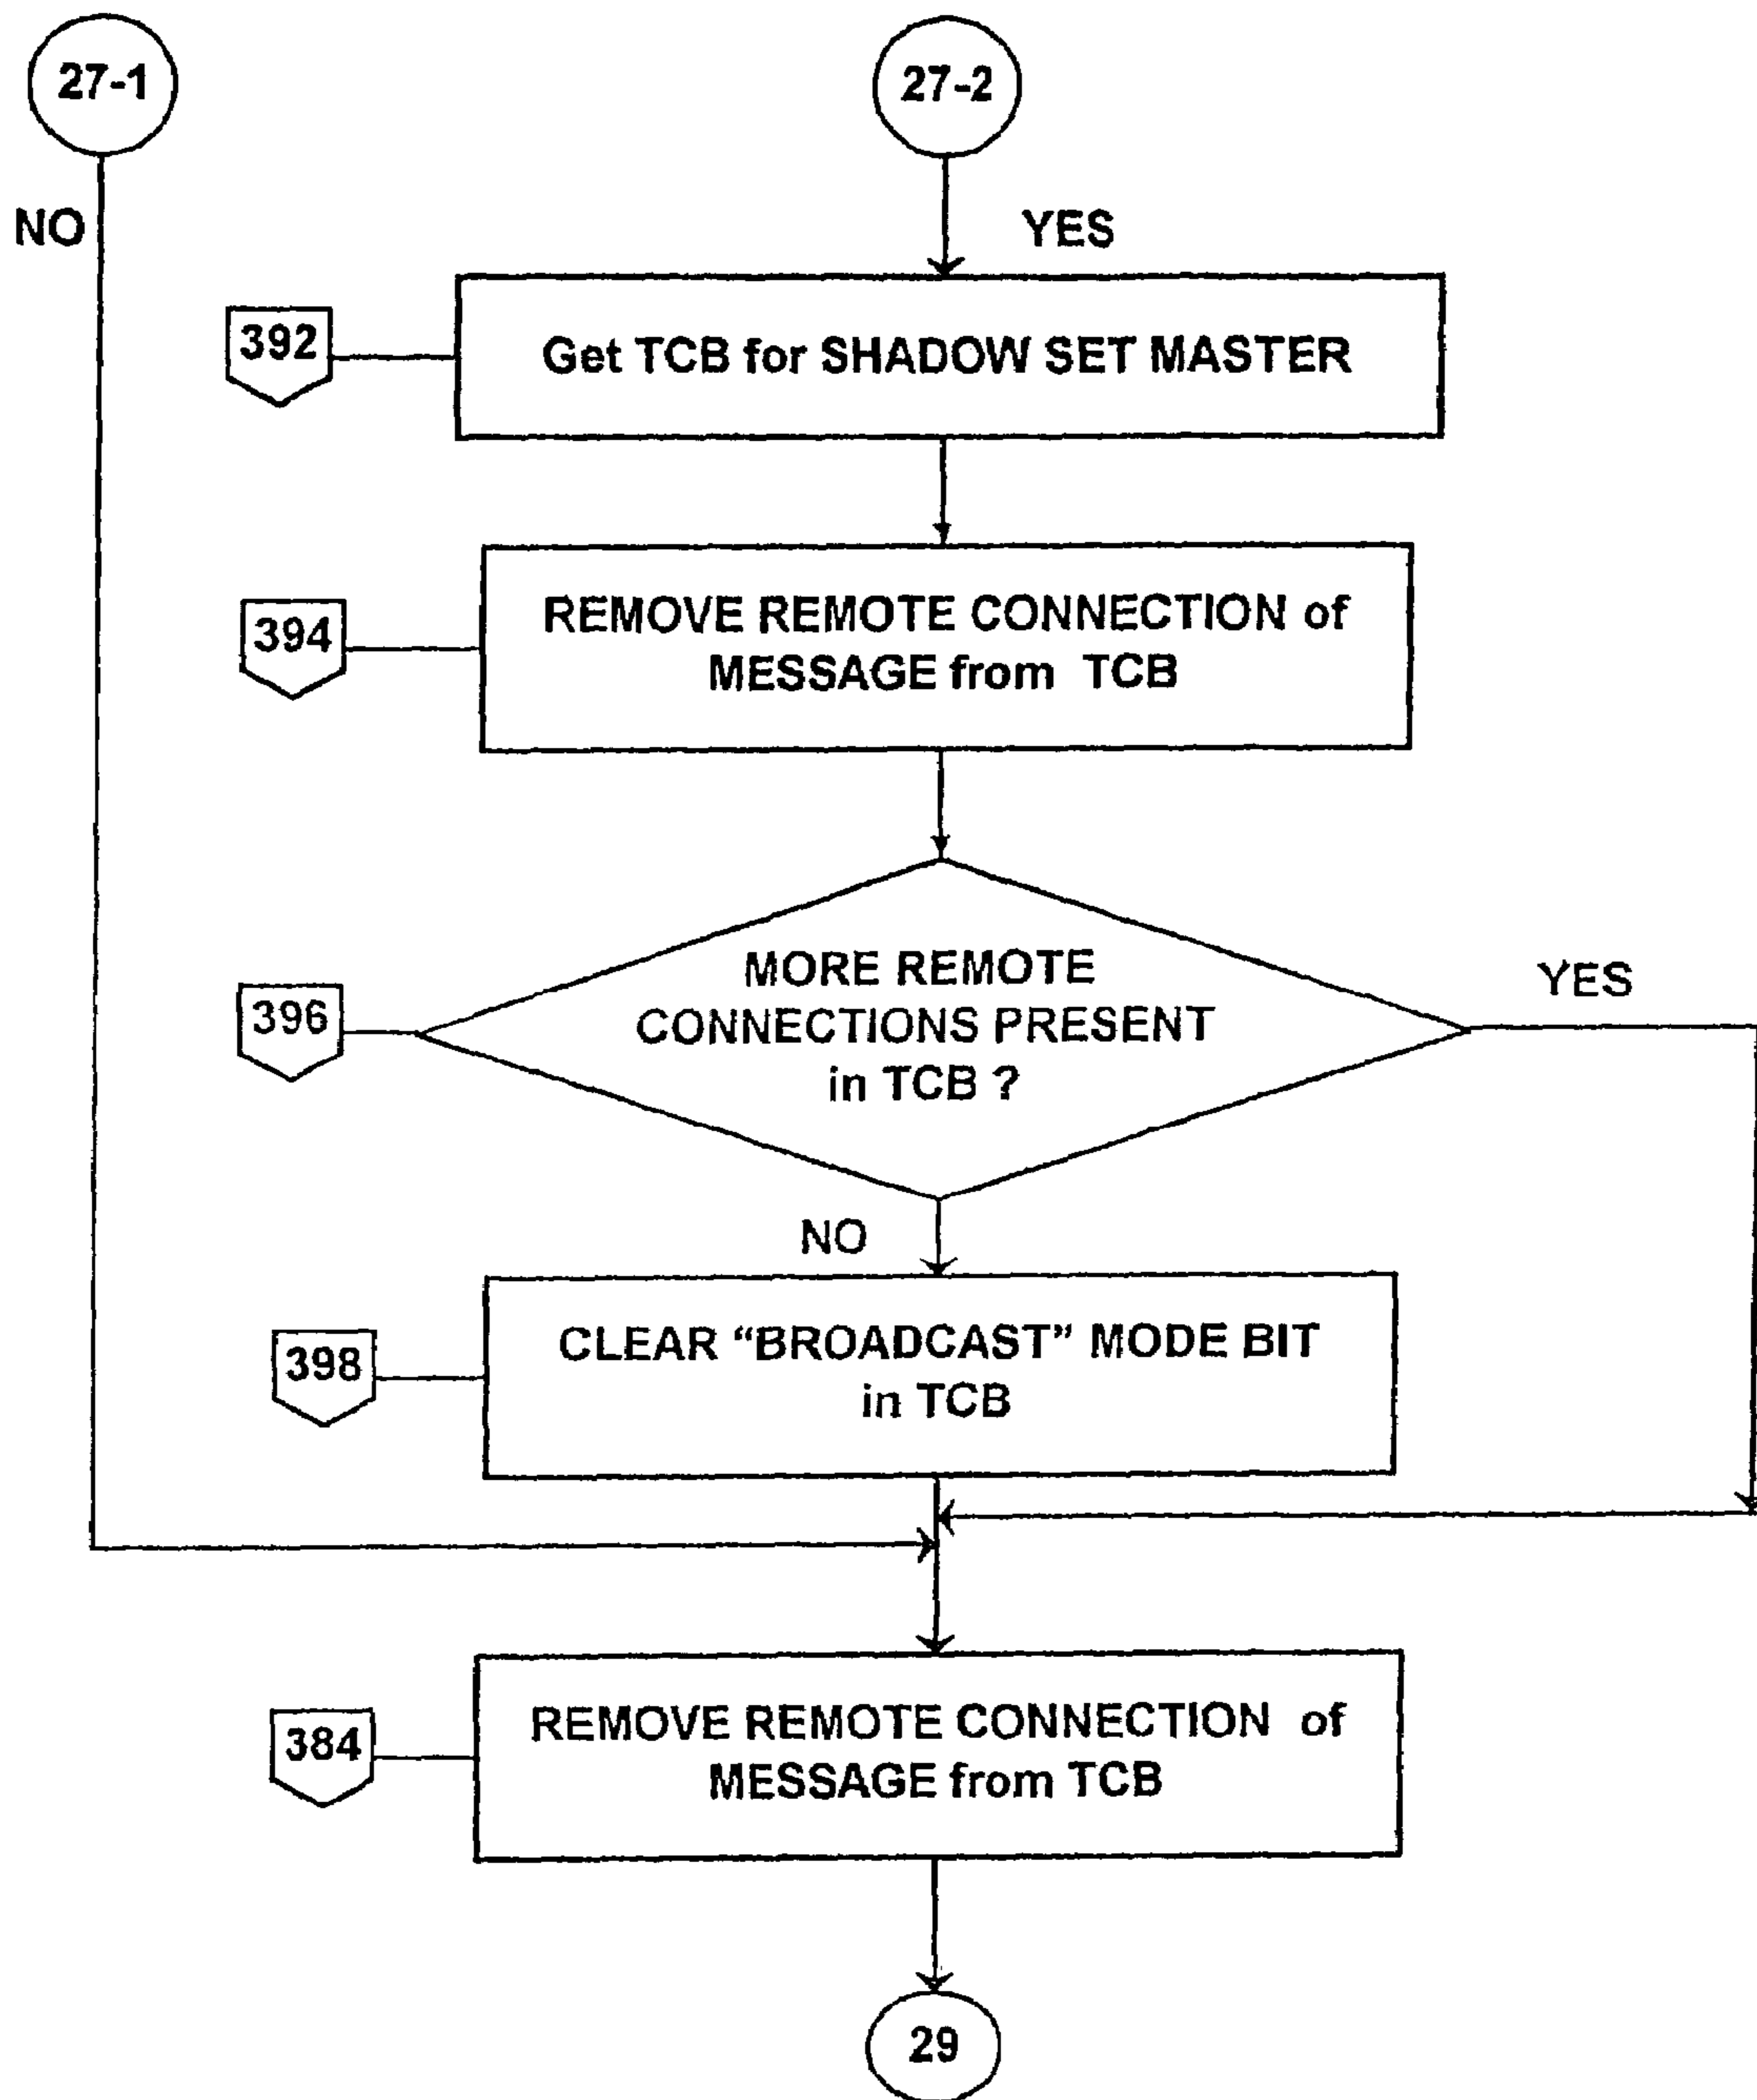 27-1
27-2
NO
YES
392
Get TCB for SHADOW SET MASTER
394
REMOVE REMOTE CONNECTION of
MESSAGE from TCB
396
MORE REMOTE
CONNECTIONS PRESENT
in TCB ?
YES
NO
398
CLEAR “BROADCAST” MODE BIT
in TCB
384
REMOVE REMOTE CONNECTION of
MESSAGE from TCB
29